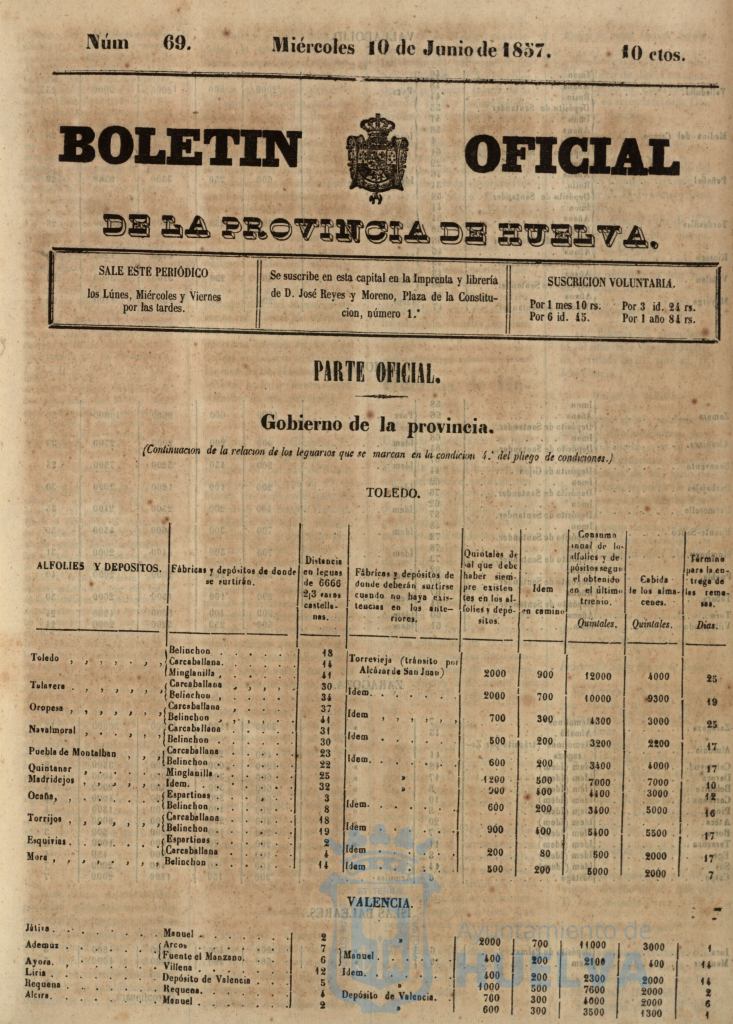 Núm 69. Miércoles 10 de Junio de 1857. 10 ctos.
BOLETIN OFICIAL
DE LA PROVINCIA DE HUELVA.
SALE ESTE PERIÓDICO
los Lúnes, Miércoles y Viernes
por las tardes.
Se suscribe en esta capital en la Imprenta y librería
de D. José Reyes y Moreno, Plaza de la Constitu-
cion, número 1.°
SUSCRICION VOLUNTARIA.
Por 1 mes 10 rs. Por 3 id. 24 rs.
Por 6 id. 45. Por 1 año 84 rs.
PARTE OFICIAL.
Gobierno de la provincia.
(Continuacion de la relacion de los leguarios que se marcan en la condicion 4.ª del pliego de condiciones.)
TOLEDO.
ALFOLIES Y DEPOSITOS.
Fábricas y depósitos de donde
se surtirán.
Distancia
en leguas
de 6666
2/3 varas
castella-
nas.
Fábricas y depósitos de
donde deberán surtirse
cuando no haya exis-
tencias en los ante-
riores.
Quintales de
al que debe
haber siem-
pre existen
tes en los al-
folíes y depó-
sitos.
Idem
en camino
Consumo
anual de lo
alfolíes y de
pósitos segun
el obtenido
en el último
trienio.
Quintales.
Cabida
de los alma-
cenes.
Quintales.
Término
para la en-
trega de
las reme-
sas.
Dias.
Toledo Belinchon 18
Carcaballana. 14 Torrevieja (tránsito por
Minglanilla 41 Alcázar de San Juan) 2000 900 12000 4000 25
Talavera Carcaballana 30 Idem.
Belinchon 34 2000 700 10000 9300 19
Oropesa Carcaballana 37 Idem
Belinchon 41 700 300 4300 3000 25
Navalmoral Carcaballana 31 Idem
Belinchon 30 500 200 3200 2200 17
Puebla de Montalban Carcaballana 23 Idem.
Belinchon 22 600 200 3400 4000 17
Quintanar Minglanilla 25 " 1200 500 7000 7000 10
Madridejos Idem. 32 " 900 400 4400 3000 12
Ocaña, Espartinas 3 Idem.
Belinchon 8 600 200 3400 5000 16
Torrijos Carcaballana 18 Idem
Belinchon 19 900 400 5400 5500 17
Esquivias Espartinas 2 Idem
Carcaballana 4 200 80 500 2000 17
Mora Belinchon 14 Idem 500 200 5000 2000 7
VALENCIA.
Játiva Manuel 2 " 2000 700 11000 3000 1
Ademuz Arcos 7
Fuente el Manzano. 6 Manuel 400 200 2100 400 14
Ayora. Villena 12 Idem. 400 200 2300 2000 14
Liria Depósito de Valencia 5 " 1000 500 7600 2000 2
Requena Requena. 4 Depósito de Valencia. 700 300 4000 2000 6
Alcira. Manuel 2 " 600 300 3500 1300 1
Ayuntamiento de
HUELVA